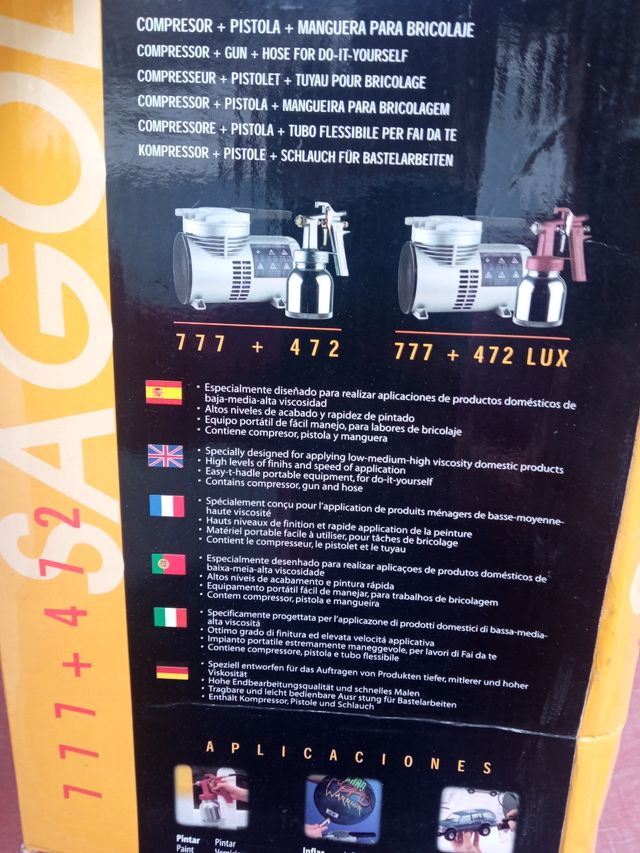 SAGOL
777 + 472
COMPRESOR + PISTOLA + MANGUERA PARA BRICOLAJE
COMPRESSOR + GUN + HOSE FOR DO-IT-YOURSELF
COMPRESSEUR + PISTOLET + TUYAU POUR BRICOLAGE
COMPRESSOR + PISTOLA + MANGUEIRA PARA BRICOLAGEM
COMPRESSORE + PISTOLA + TUBO FLESSIBILE PER FAI DA TE
KOMPRESSOR + PISTOLE + SCHLAUCH FÜR BASTELARBEITEN
777 + 472
777 + 472 LUX
• Especialmente diseñado para realizar aplicaciones de productos domésticos de
baja-media-alta viscosidad
• Altos niveles de acabado y rapidez de pintado
• Equipo portátil de fácil manejo, para labores de bricolaje
• Contiene compresor, pistola y manguera
• Specially designed for applying low-medium-high viscosity domestic products
• High levels of finihs and speed of application
• Easy-t-hadle portable equipment, for do-it-yourself
• Contains compressor, gun and hose
• Spécialement conçu pour l'application de produits ménagers de basse-moyenne-
haute viscosité
• Hauts niveaux de finition et rapide application de la peinture
• Matériel portable facile à utiliser, pour tâches de bricolage
• Contient le compresseur, le pistolet et le tuyau
• Especialmente desenhado para realizar aplicaçoes de produtos domésticos de
baixa-meia-alta viscosidade
• Altos níveis de acabamento e pintura rápida
• Equipamento portátil fácil de manejar, para trabalhos de bricolagem
• Contem compressor, pistola e mangueira
• Specificamente progettata per l'applicazone di prodotti domestici di bassa-media-
alta viscositá
• Ottimo grado di finitura ed elevata velocitá applicativa
• Impianto portatile estremamente maneggevole, per lavori di Fai da te
• Contiene compressore, pistola e tubo flessibile
• Speziell entworfen für das Auftragen von Produkten tiefer, mitlerer und hoher
Viskosität
• Hohe Endbearbeitungsqualität und schnelles Malen
• Tragbare und leicht bedienbare Ausr stung für Bastelarbeiten
• Enthält Kompressor, Pistole und Schlauch
APLICACIONES
WARRIOR
Pintar Pintar
Paint
Inflar